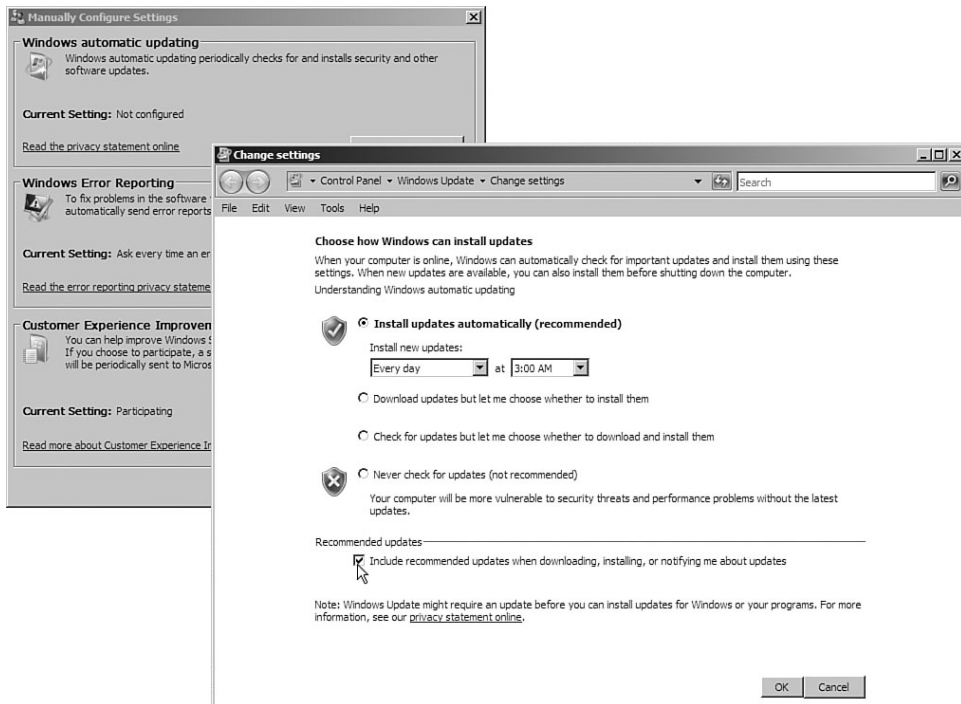 Manually Configure Settings
Windows automatic updating
Windows automatic updating periodically checks for and installs security and other
software updates.
Current Setting: Not configured
Read the privacy statement online
Windows Error Reporting
To fix problems in the software
automatically send error reports
Current Setting: Ask every time an er
Read the error reporting privacy stateme
Customer Experience Improven
You can help improve Windows S
If you choose to participate, a s
will be periodically sent to Micros
Current Setting: Participating
Read more about Customer Experience Ir
Change settings
Control Panel Windows Update Change settings
Search
File Edit View Tools Help
Choose how Windows can install updates
When your computer is online, Windows can automatically check for important updates and install them using these
settings. When new updates are available, you can also install them before shutting down the computer.
Understanding Windows automatic updating
Install updates automatically (recommended)
Install new updates:
Every day at 3:00 AM
Download updates but let me choose whether to install them
Check for updates but let me choose whether to download and install them
Never check for updates (not recommended)
Your computer will be more vulnerable to security threats and performance problems without the latest
updates.
Recommended updates
Include recommended updates when downloading, installing, or notifying me about updates
Note: Windows Update might require an update before you can install updates for Windows or your programs. For more
information, see our privacy statement online.
OK Cancel